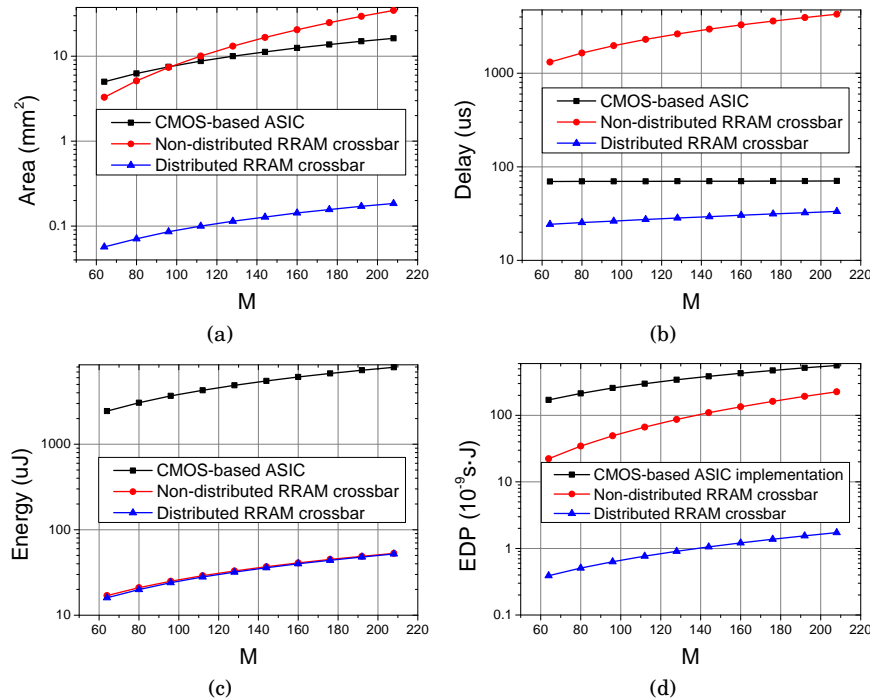 10
1
0.1
60 80 100 120 140 160 180 200 220
Area (mm²)
M
CMOS-based ASIC
Non-distributed RRAM crossbar
Distributed RRAM crossbar
(a)
1000
100
10
60 80 100 120 140 160 180 200 220
Delay (us)
M
CMOS-based ASIC
Non-distributed RRAM crossbar
Distributed RRAM crossbar
(b)
1000
100
10
60 80 100 120 140 160 180 200 220
Energy (uJ)
M
CMOS-based ASIC
Non-distributed RRAM crossbar
Distributed RRAM crossbar
(c)
100
10
1
0.1
60 80 100 120 140 160 180 200 220
EDP (10⁻⁹s·J)
M
CMOS-based ASIC implementation
Non-distributed RRAM crossbar
Distributed RRAM crossbar
(d)